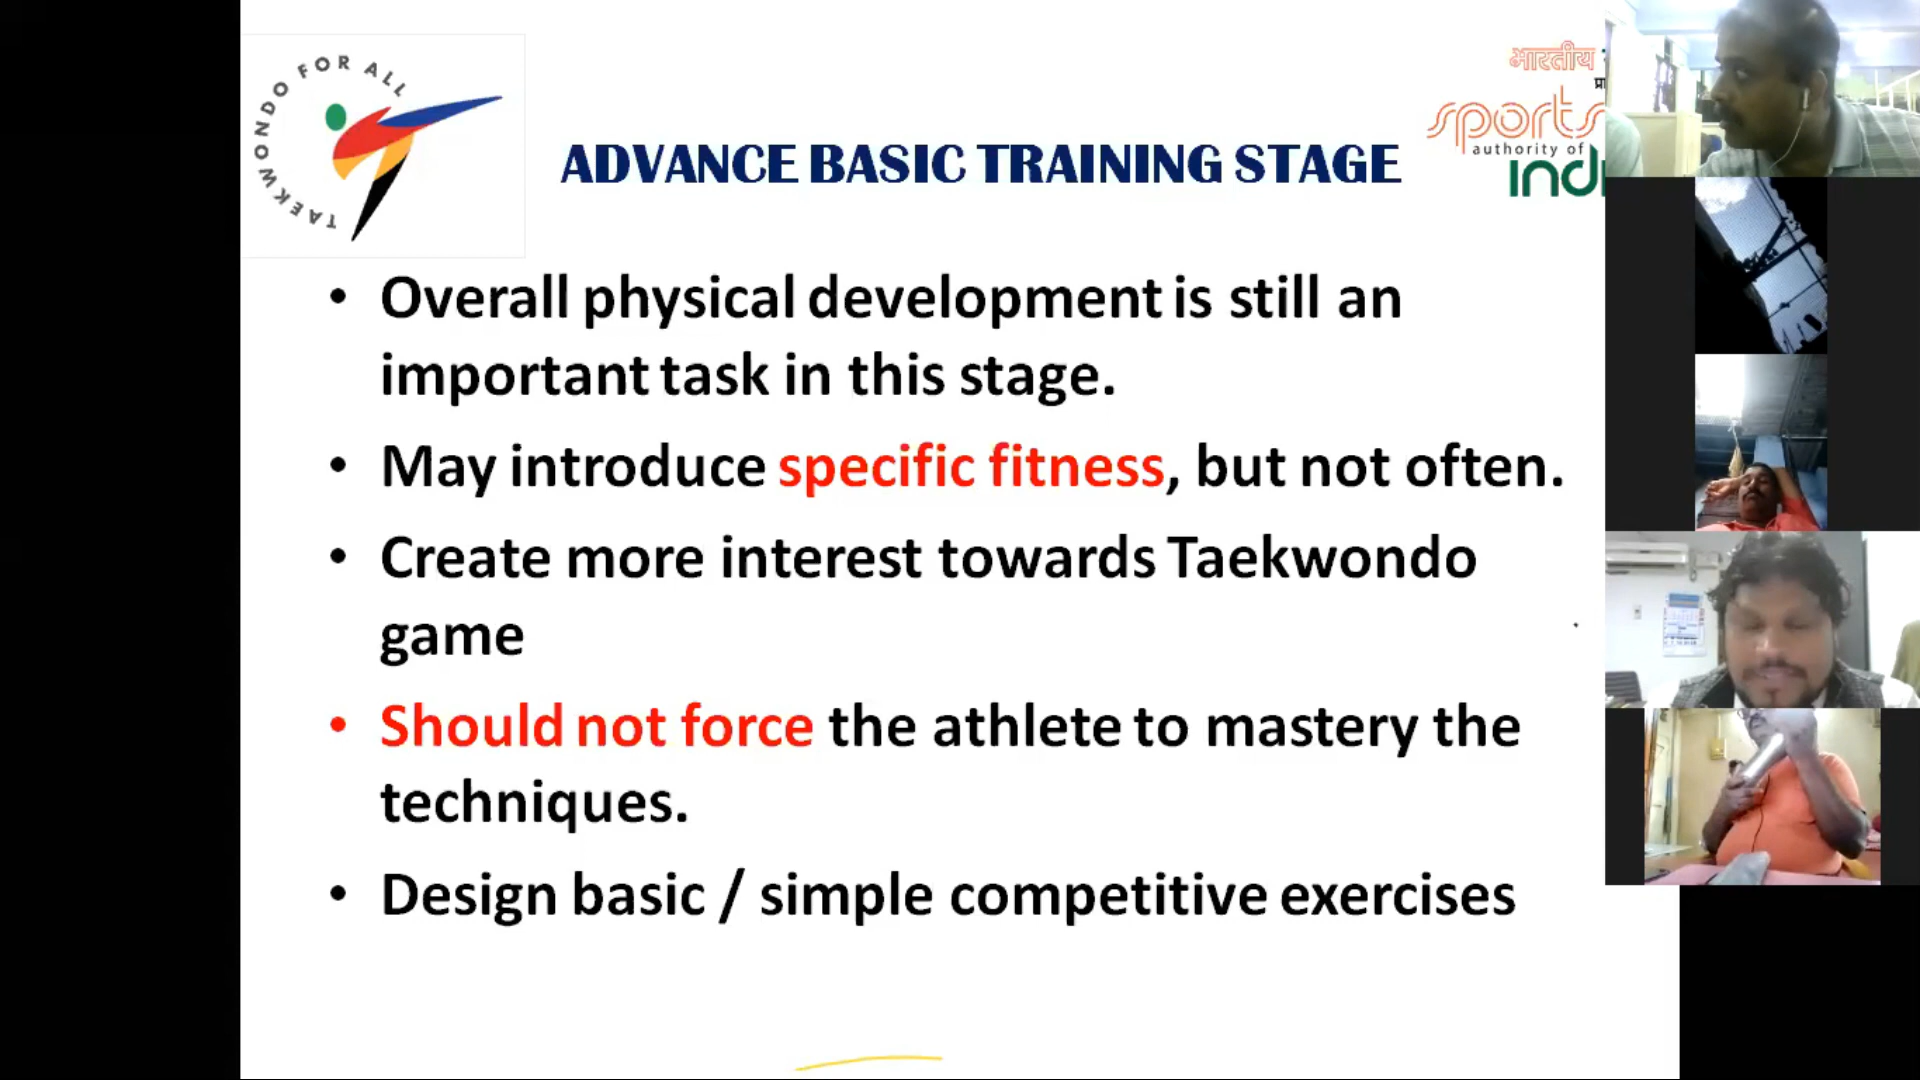 TAEKWONDO FOR ALL
भारतीय
sports
authority of
ADVANCE BASIC TRAINING STAGE
• Overall physical development is still an
important task in this stage.
• May introduce specific fitness, but not often.
• Create more interest towards Taekwondo
game
• Should not force the athlete to mastery the
techniques.
• Design basic / simple competitive exercises